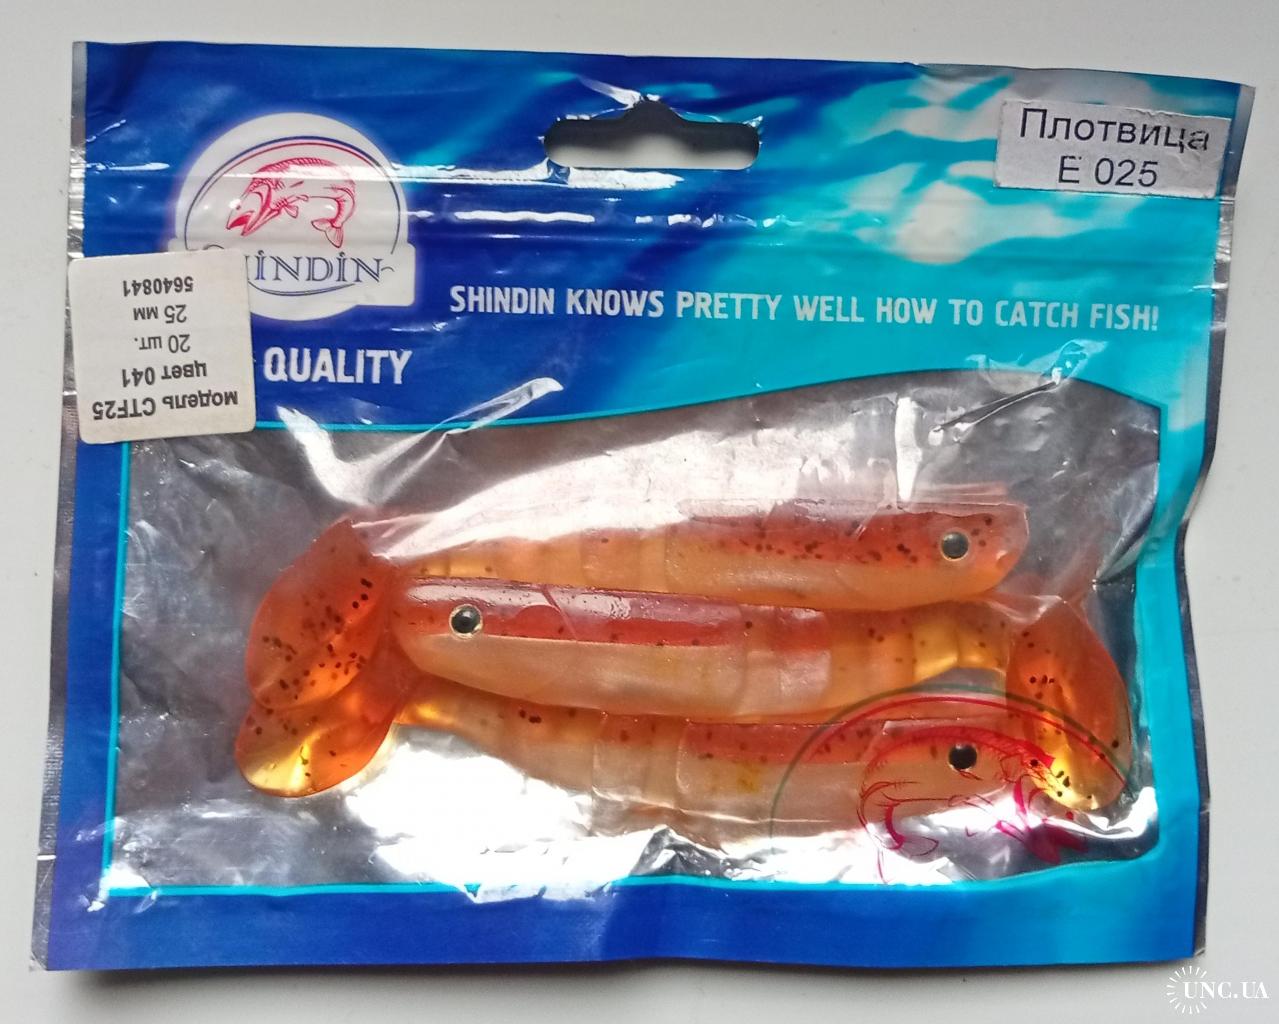 Плотвица
Е 025
HINDIN
SHINDIN KNOWS PRETTY WELL HOW TO CATCH FISH!
QUALITY
модель CTF25
цвет 041
20 шт.
25 мм
5640841
UNC.UA